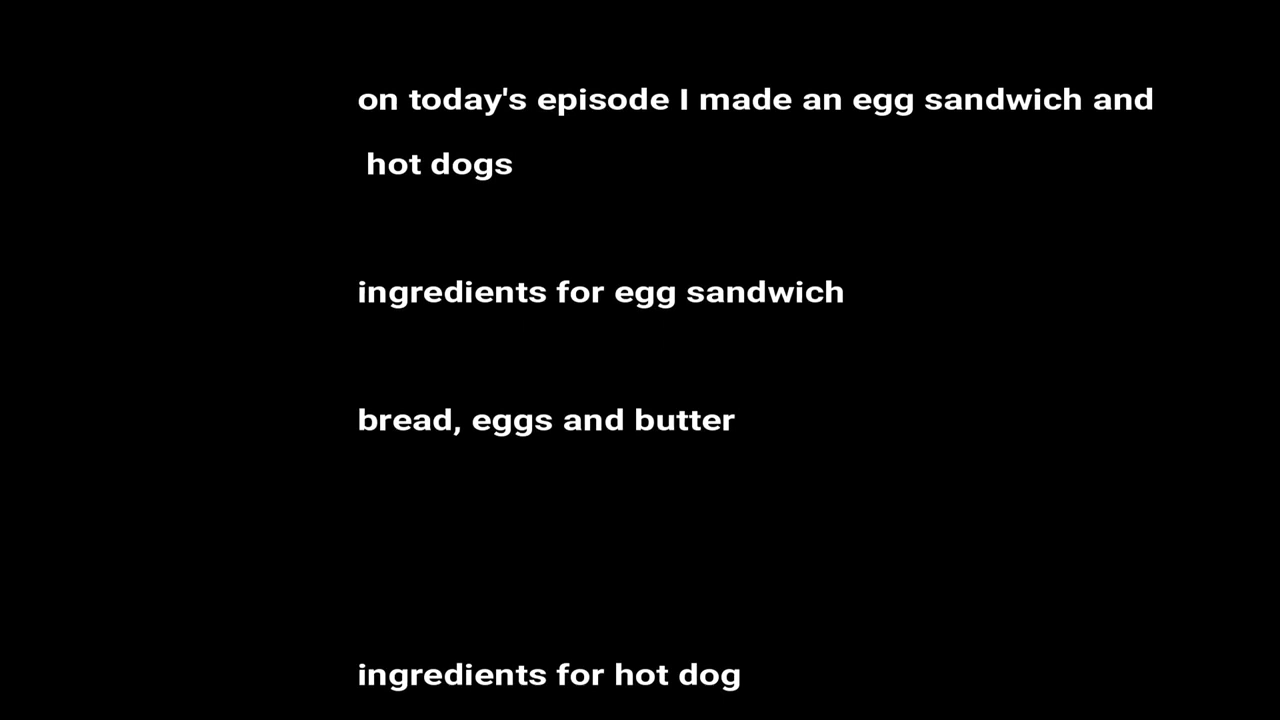 on today's episode I made an egg sandwich and
hot dogs
ingredients for egg sandwich
bread, eggs and butter
ingredients for hot dog